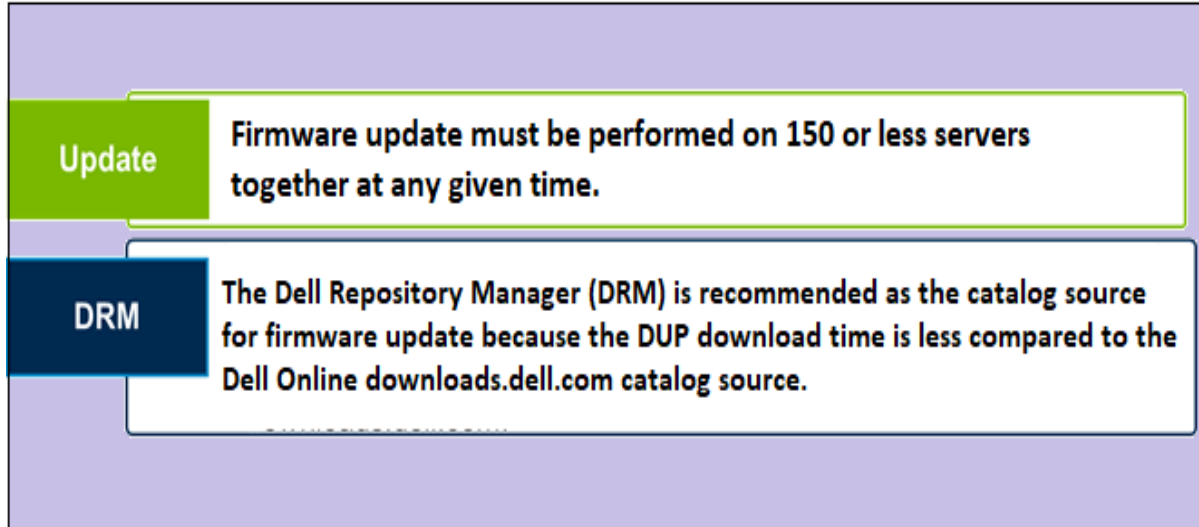 Update
Firmware update must be performed on 150 or less servers
together at any given time.
DRM
The Dell Repository Manager (DRM) is recommended as the catalog source
for firmware update because the DUP download time is less compared to the
Dell Online downloads.dell.com catalog source.